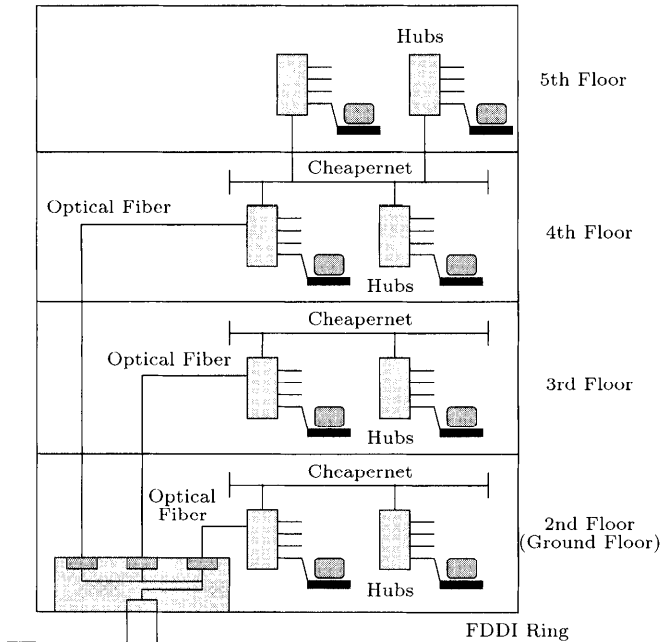 Hubs
5th Floor
Cheapernet
Optical Fiber
4th Floor
Hubs
Cheapernet
Optical Fiber
3rd Floor
Hubs
Cheapernet
Optical
Fiber
2nd Floor
(Ground Floor)
Hubs
FDDI Ring